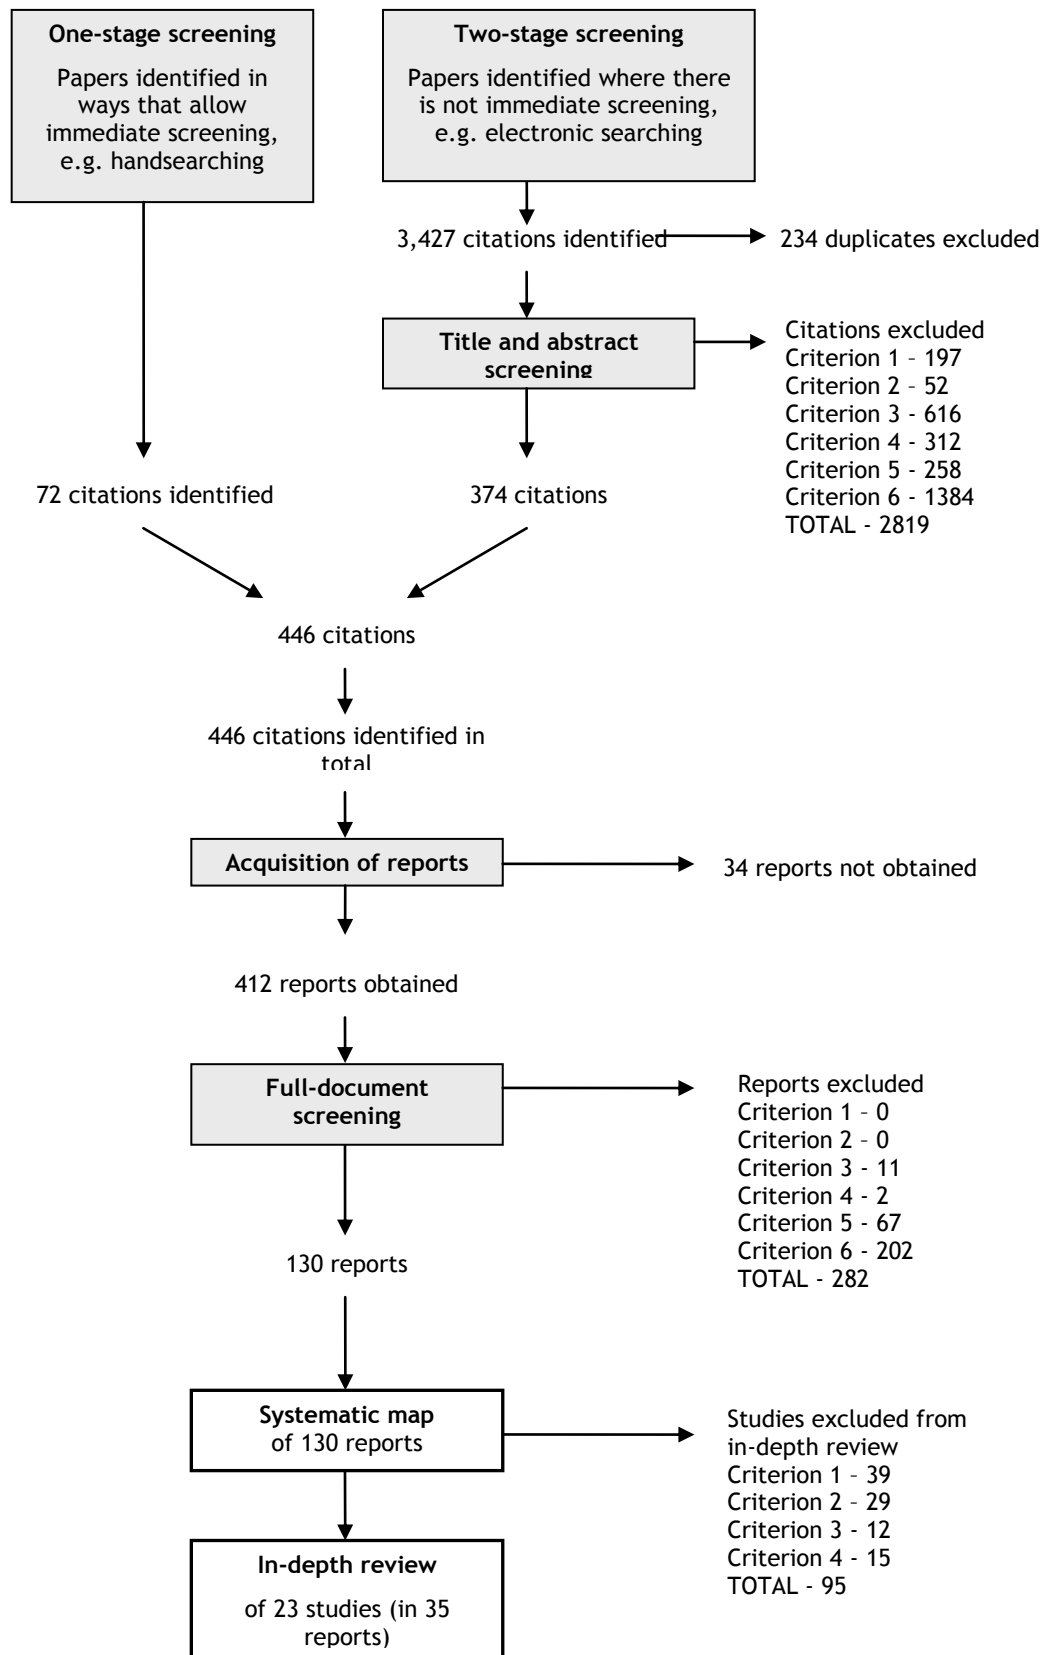 One-stage screening
Papers identified in
ways that allow
immediate screening,
e.g. handsearching
Two-stage screening
Papers identified where there
is not immediate screening,
e.g. electronic searching
3,427 citations identified
234 duplicates excluded
Title and abstract
screening
Citations excluded
Criterion 1 – 197
Criterion 2 – 52
Criterion 3 - 616
Criterion 4 - 312
Criterion 5 - 258
Criterion 6 - 1384
TOTAL - 2819
72 citations identified
374 citations
446 citations
446 citations identified in
total
Acquisition of reports
34 reports not obtained
412 reports obtained
Full-document
screening
Reports excluded
Criterion 1 – 0
Criterion 2 – 0
Criterion 3 - 11
Criterion 4 - 2
Criterion 5 - 67
Criterion 6 - 202
TOTAL - 282
130 reports
Systematic map
of 130 reports
Studies excluded from
in-depth review
Criterion 1 – 39
Criterion 2 – 29
Criterion 3 - 12
Criterion 4 - 15
TOTAL - 95
In-depth review
of 23 studies (in 35
reports)